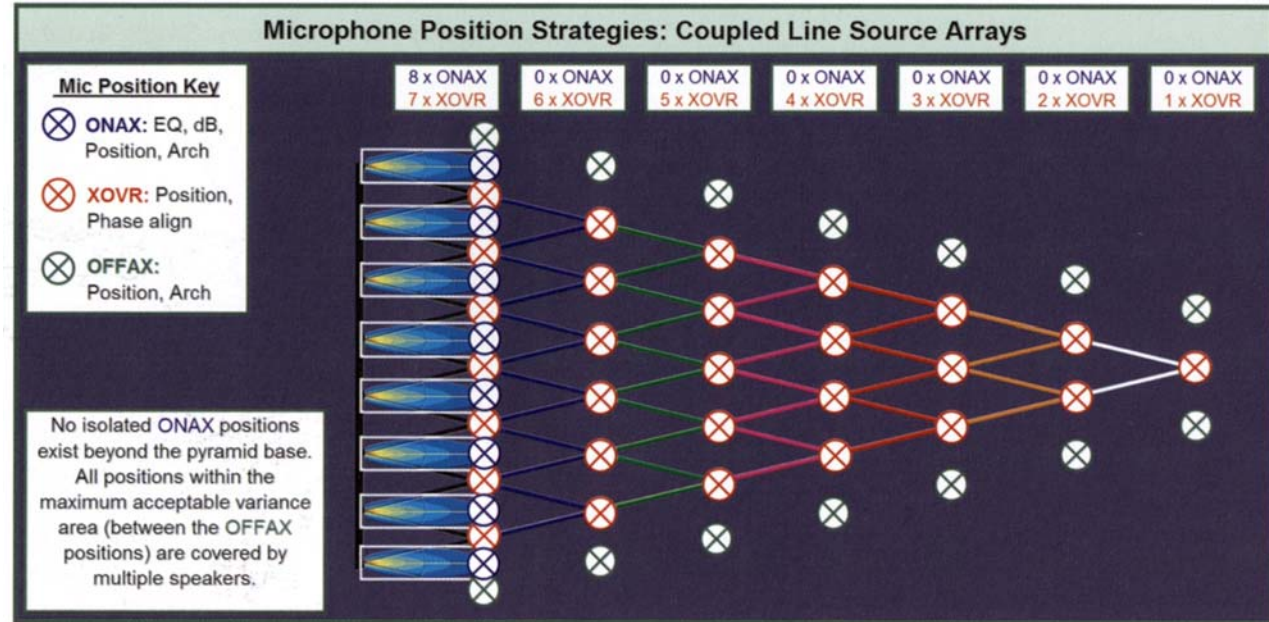 Microphone Position Strategies: Coupled Line Source Arrays
Mic Position Key
ONAX: EQ, dB,
Position, Arch
XOVR: Position,
Phase align
OFFAX:
Position, Arch
8 x ONAX
7 x XOVR
0 x ONAX
6 x XOVR
0 x ONAX
5 x XOVR
0 x ONAX
4 x XOVR
0 x ONAX
3 x XOVR
0 x ONAX
2 x XOVR
0 x ONAX
1 x XOVR
No isolated ONAX positions
exist beyond the pyramid base.
All positions within the
maximum acceptable variance
area (between the OFFAX
positions) are covered by
multiple speakers.